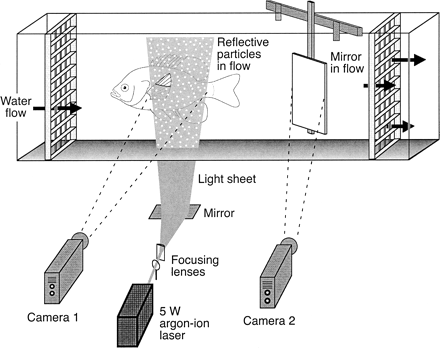 Reflective
particles
in flow
Mirror
in flow
Water
flow
Light sheet
Mirror
Focusing
lenses
Camera 1
5 W
argon-ion
laser
Camera 2